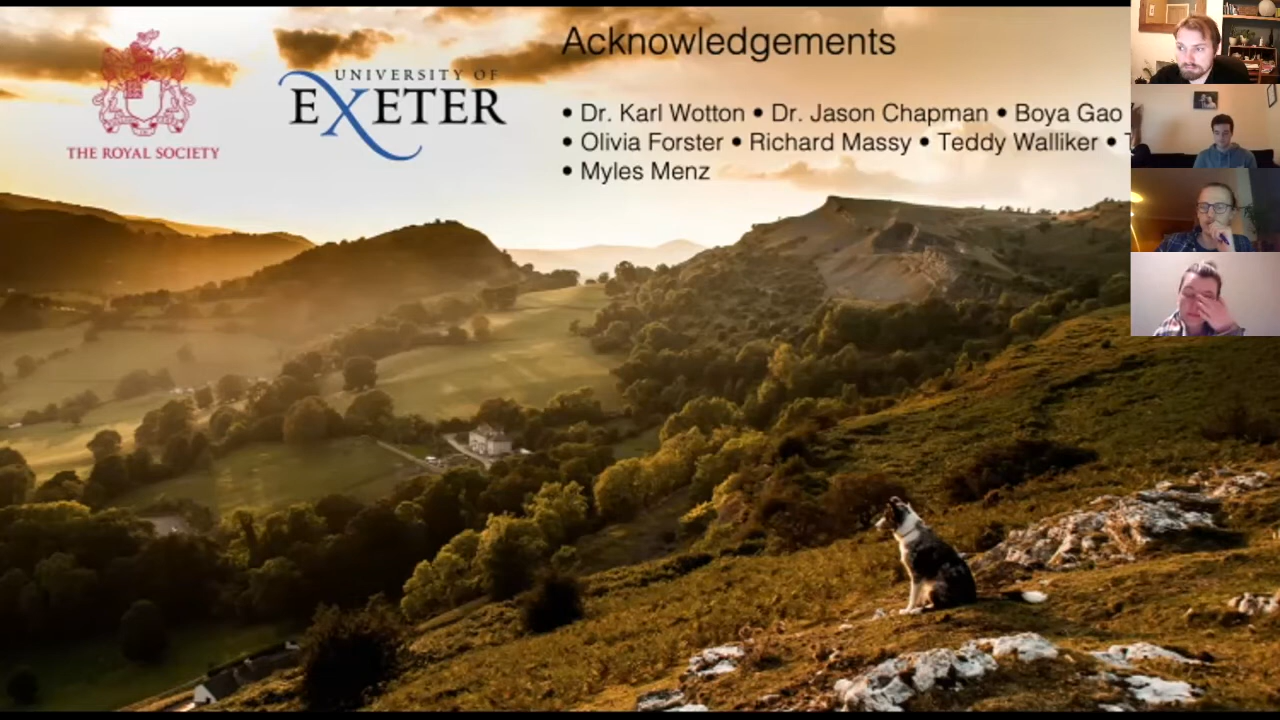 THE ROYAL SOCIETY
UNIVERSITY OF
EXETER
Acknowledgements
• Dr. Karl Wotton • Dr. Jason Chapman • Boya Gao
• Olivia Forster • Richard Massy • Teddy Walliker •
• Myles Menz